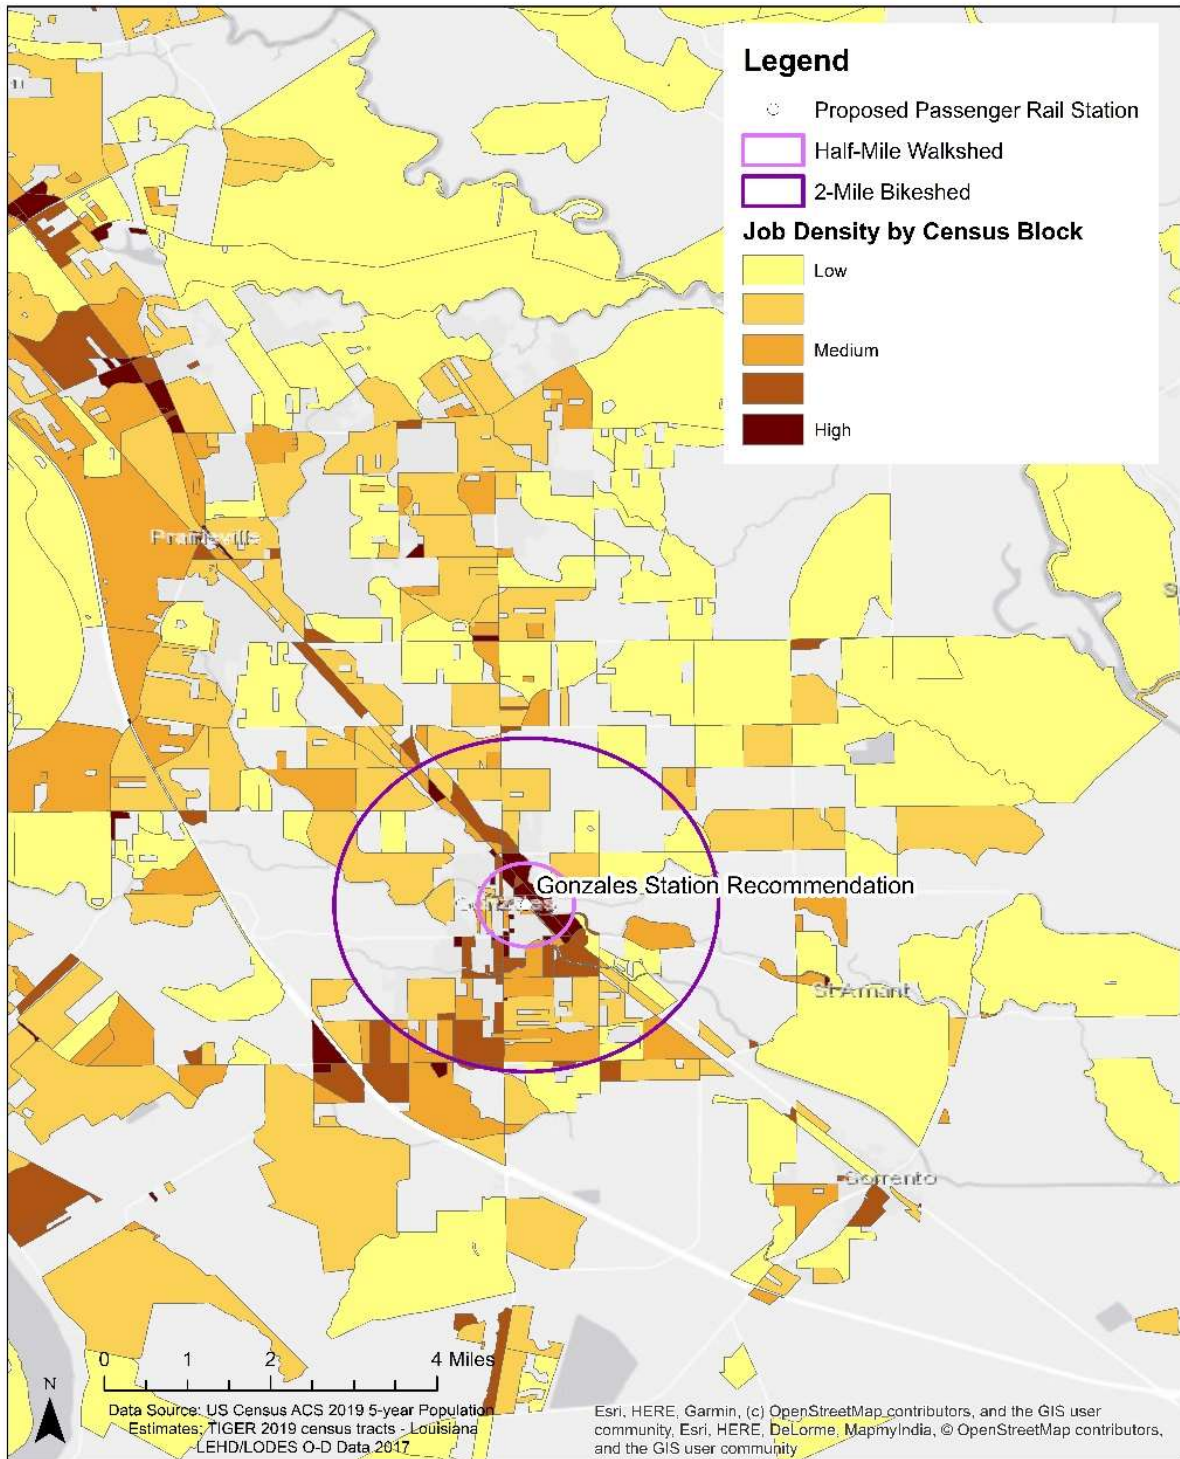 Legend
Proposed Passenger Rail Station
Half-Mile Walkshed
2-Mile Bikeshed
Job Density by Census Block
Low
Medium
High
Prairieville
Gonzales Station Recommendation
Gonzales
St Amant
Sorrento
0 1 2 4 Miles
N
Data Source: US Census ACS 2019 5-year Population
Estimates; TIGER 2019 census tracts - Louisiana
LEHD/LODES O-D Data 2017
Esri, HERE, Garmin, (c) OpenStreetMap contributors, and the GIS user
community, Esri, HERE, DeLorme, MapmyIndia, © OpenStreetMap contributors,
and the GIS user community